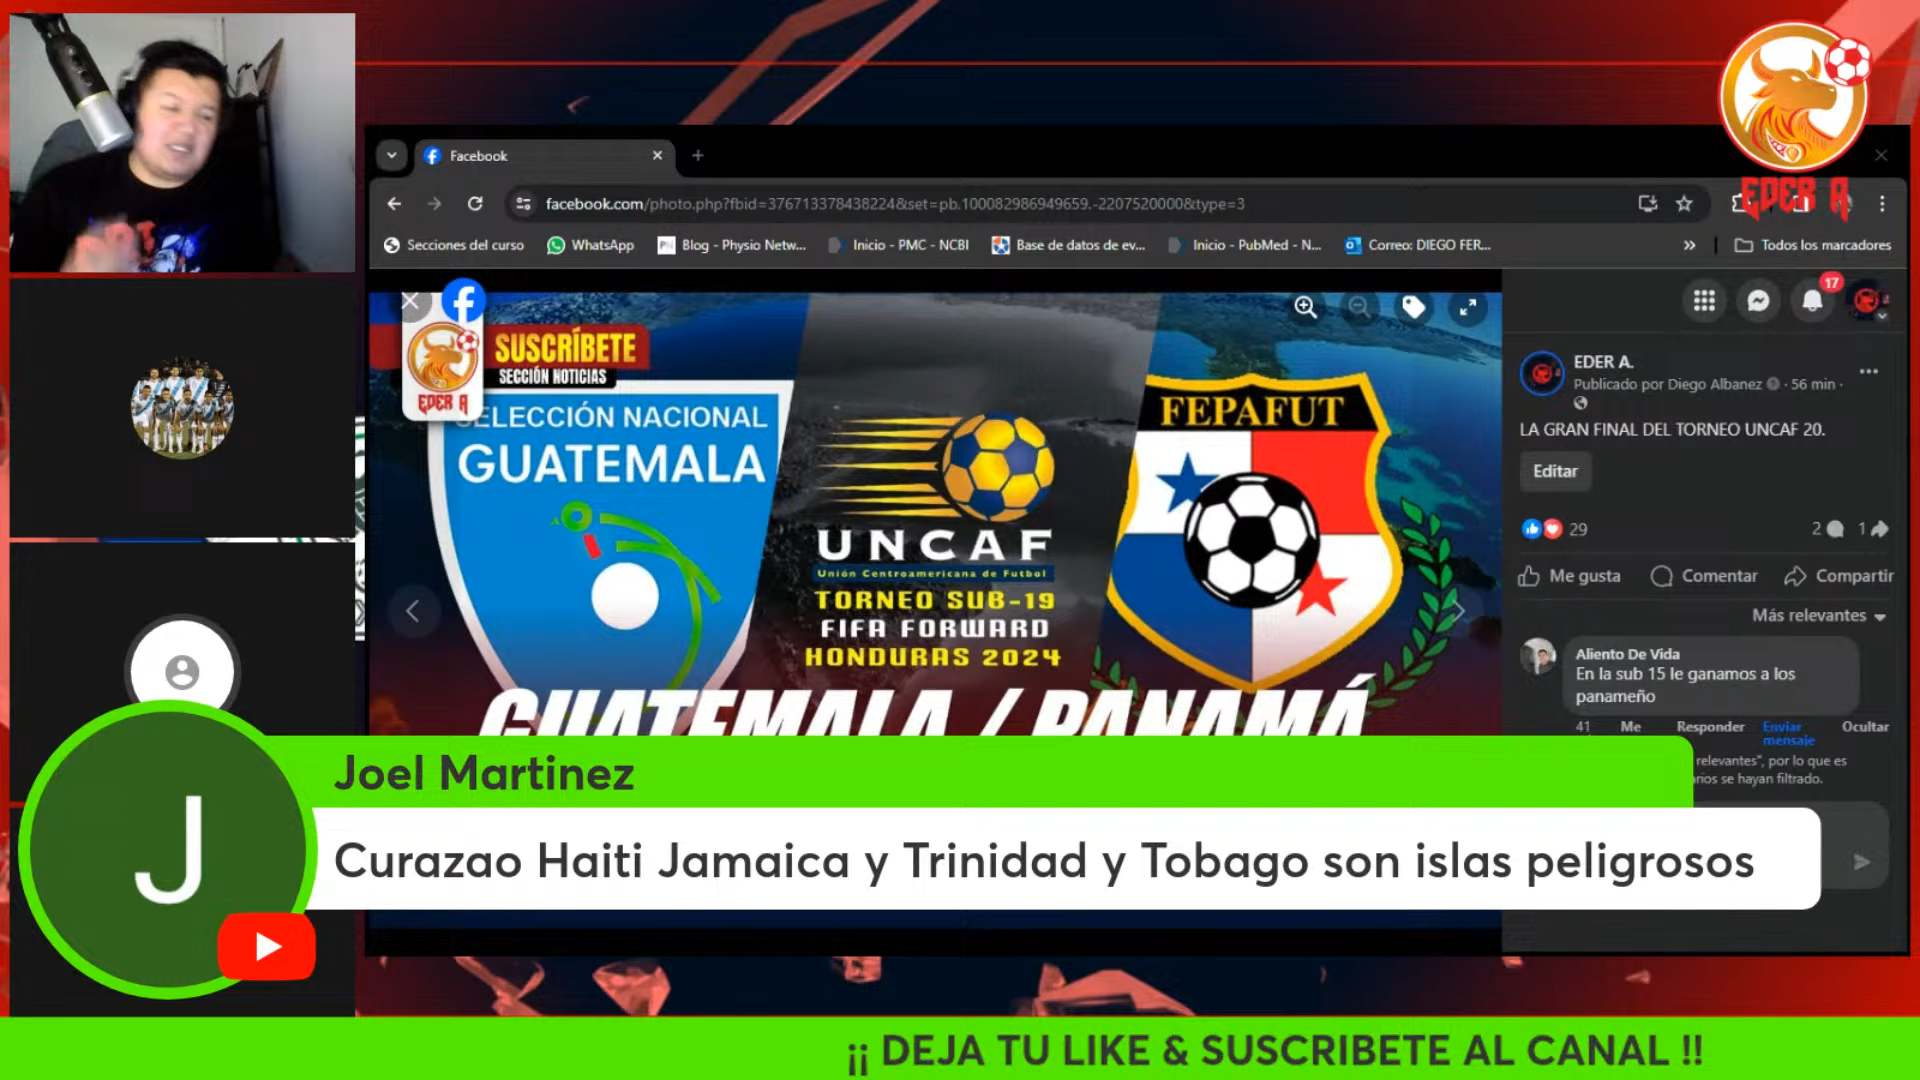 EDER A
Facebook
facebook.com/photo.php?fbid=376713378438224&set=pb.100082986949659.-2207520000&type=3
Secciones del curso
WhatsApp
Blog - Physio Netw...
Inicio - PMC - NCBI
Base de datos de ev...
Inicio - PubMed - N...
Correo: DIEGO FER...
»
Todos los marcadores
SUSCRÍBETE
SECCIÓN NOTICIAS
EDER A
SELECCIÓN NACIONAL
GUATEMALA
UNCAF
Unión Centroamericana de Futbol
TORNEO SUB-19
FIFA FORWARD
HONDURAS 2024
FEPAFUT
GUATEMALA / PANAMÁ
17
EDER A.
Publicado por Diego Albanez · 56 min ·
LA GRAN FINAL DEL TORNEO UNCAF 20.
Editar
29
2
1
Me gusta
Comentar
Compartir
Más relevantes
Aliento De Vida
En la sub 15 le ganamos a los
panameño
41
Me
Responder
Enviar
mensaje
Ocultar
relevantes", por lo que es
arios se hayan filtrado.
J
Joel Martinez
Curazao Haiti Jamaica y Trinidad y Tobago son islas peligrosos
¡¡ DEJA TU LIKE & SUSCRIBETE AL CANAL !!